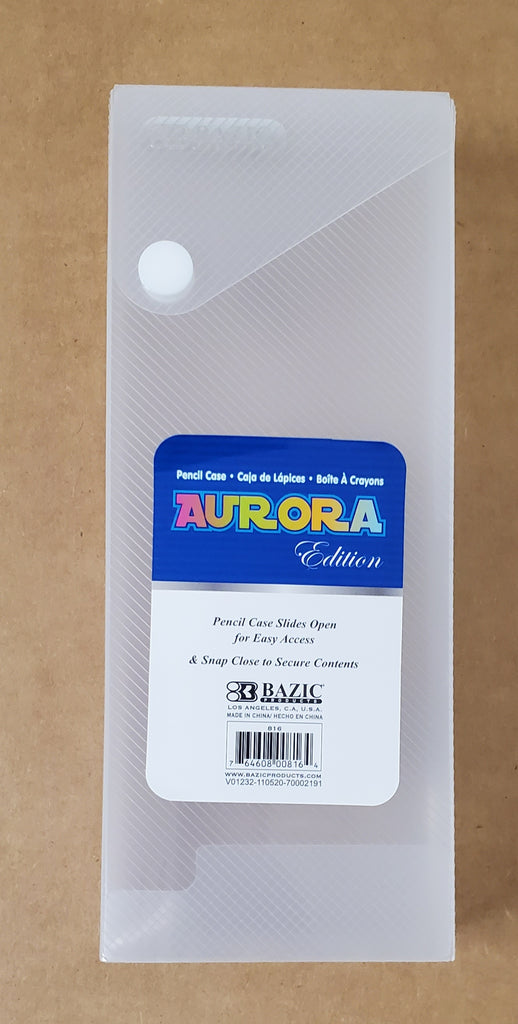 BAZIC
Pencil Case • Caja de Lápices • Boîte À Crayons
AURORA
Edition
Pencil Case Slides Open
for Easy Access
& Snap Close to Secure Contents
BAZIC
PRODUCTS
LOS ANGELES, C.A, U.S.A.
MADE IN CHINA/ HECHO EN CHINA
816
7 64608 00816 4
WWW.BAZICPRODUCTS.COM
V01232-110520-70002191